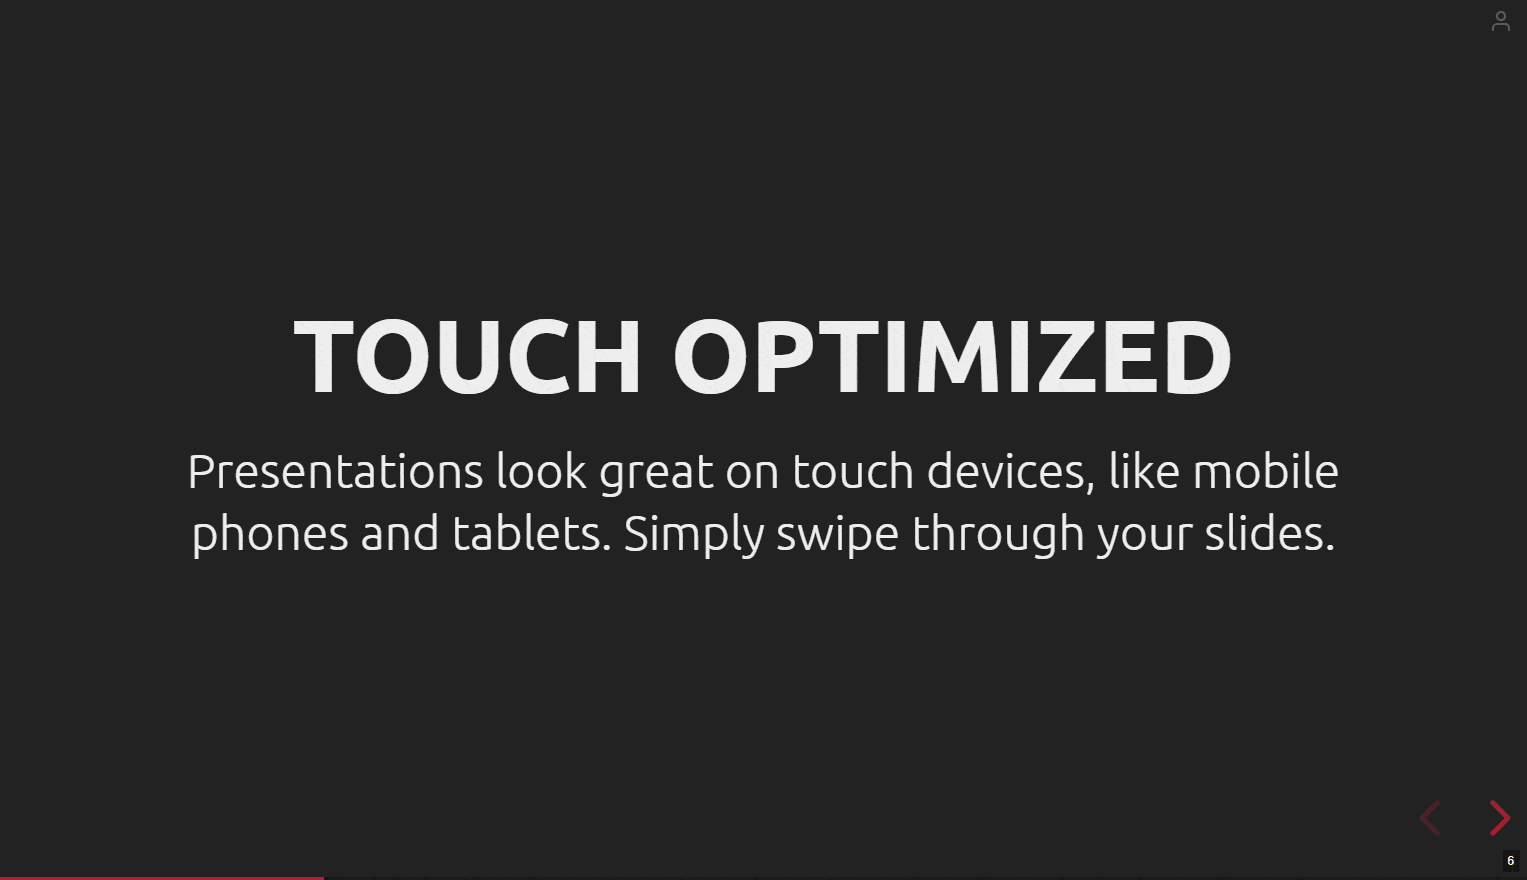 TOUCH OPTIMIZED
Presentations look great on touch devices, like mobile
phones and tablets. Simply swipe through your slides.
6